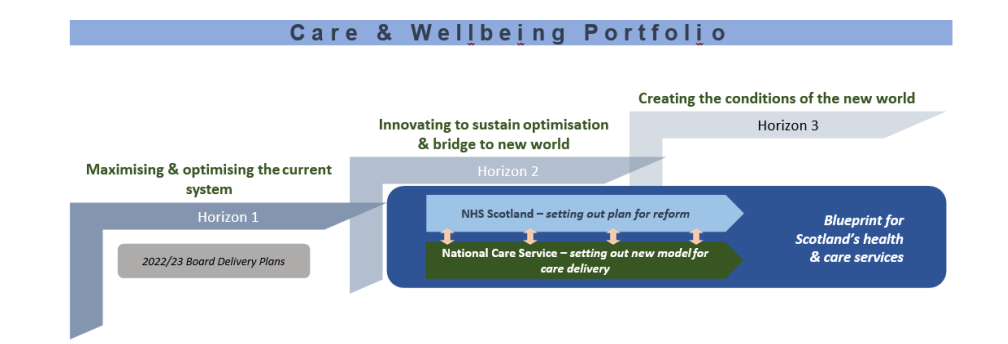 Care & Wellbeing Portfolio
Creating the conditions of the new world
Horizon 3
Innovating to sustain optimisation
& bridge to new world
Horizon 2
Maximising & optimising the current
system
Horizon 1
2022/23 Board Delivery Plans
NHS Scotland – setting out plan for reform
National Care Service – setting out new model for
care delivery
Blueprint for
Scotland's health
& care services